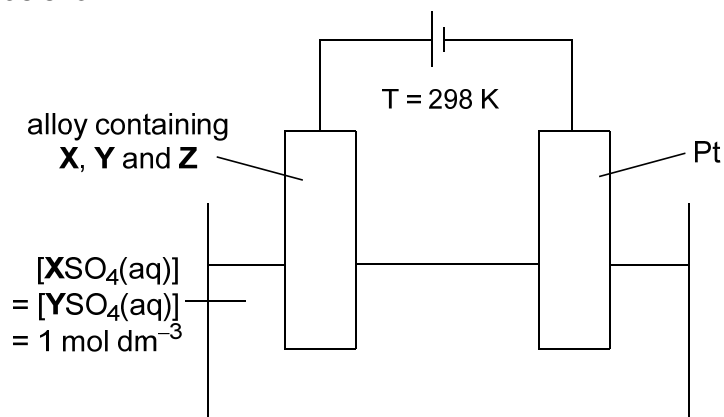 T = 298 K
alloy containing
X, Y and Z
Pt
[XSO₄(aq)]
= [YSO₄(aq)]
= 1 mol dm⁻³